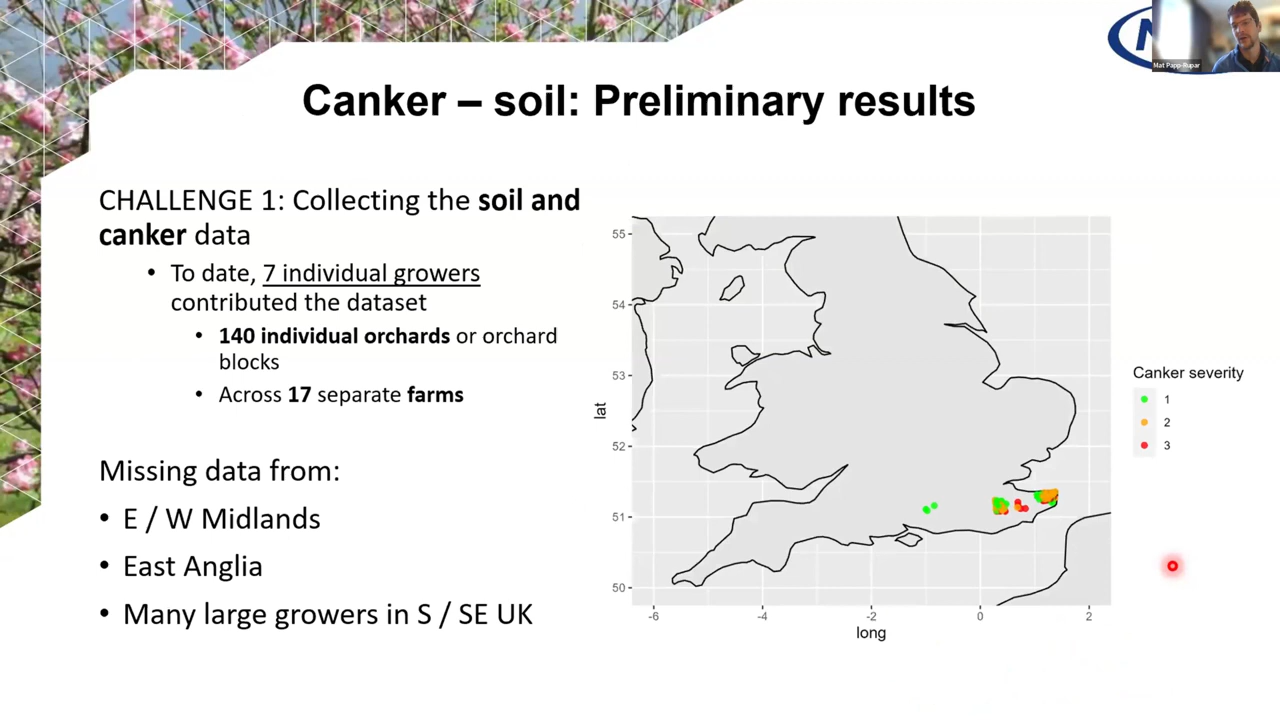 Mat Papp-Rupar
Canker – soil: Preliminary results
CHALLENGE 1: Collecting the soil and
canker data
• To date, 7 individual growers
contributed the dataset
• 140 individual orchards or orchard
blocks
• Across 17 separate farms
Missing data from:
• E / W Midlands
• East Anglia
• Many large growers in S / SE UK
55
54
53
52
51
50
lat
-6
-4
-2
0
2
long
Canker severity
1
2
3